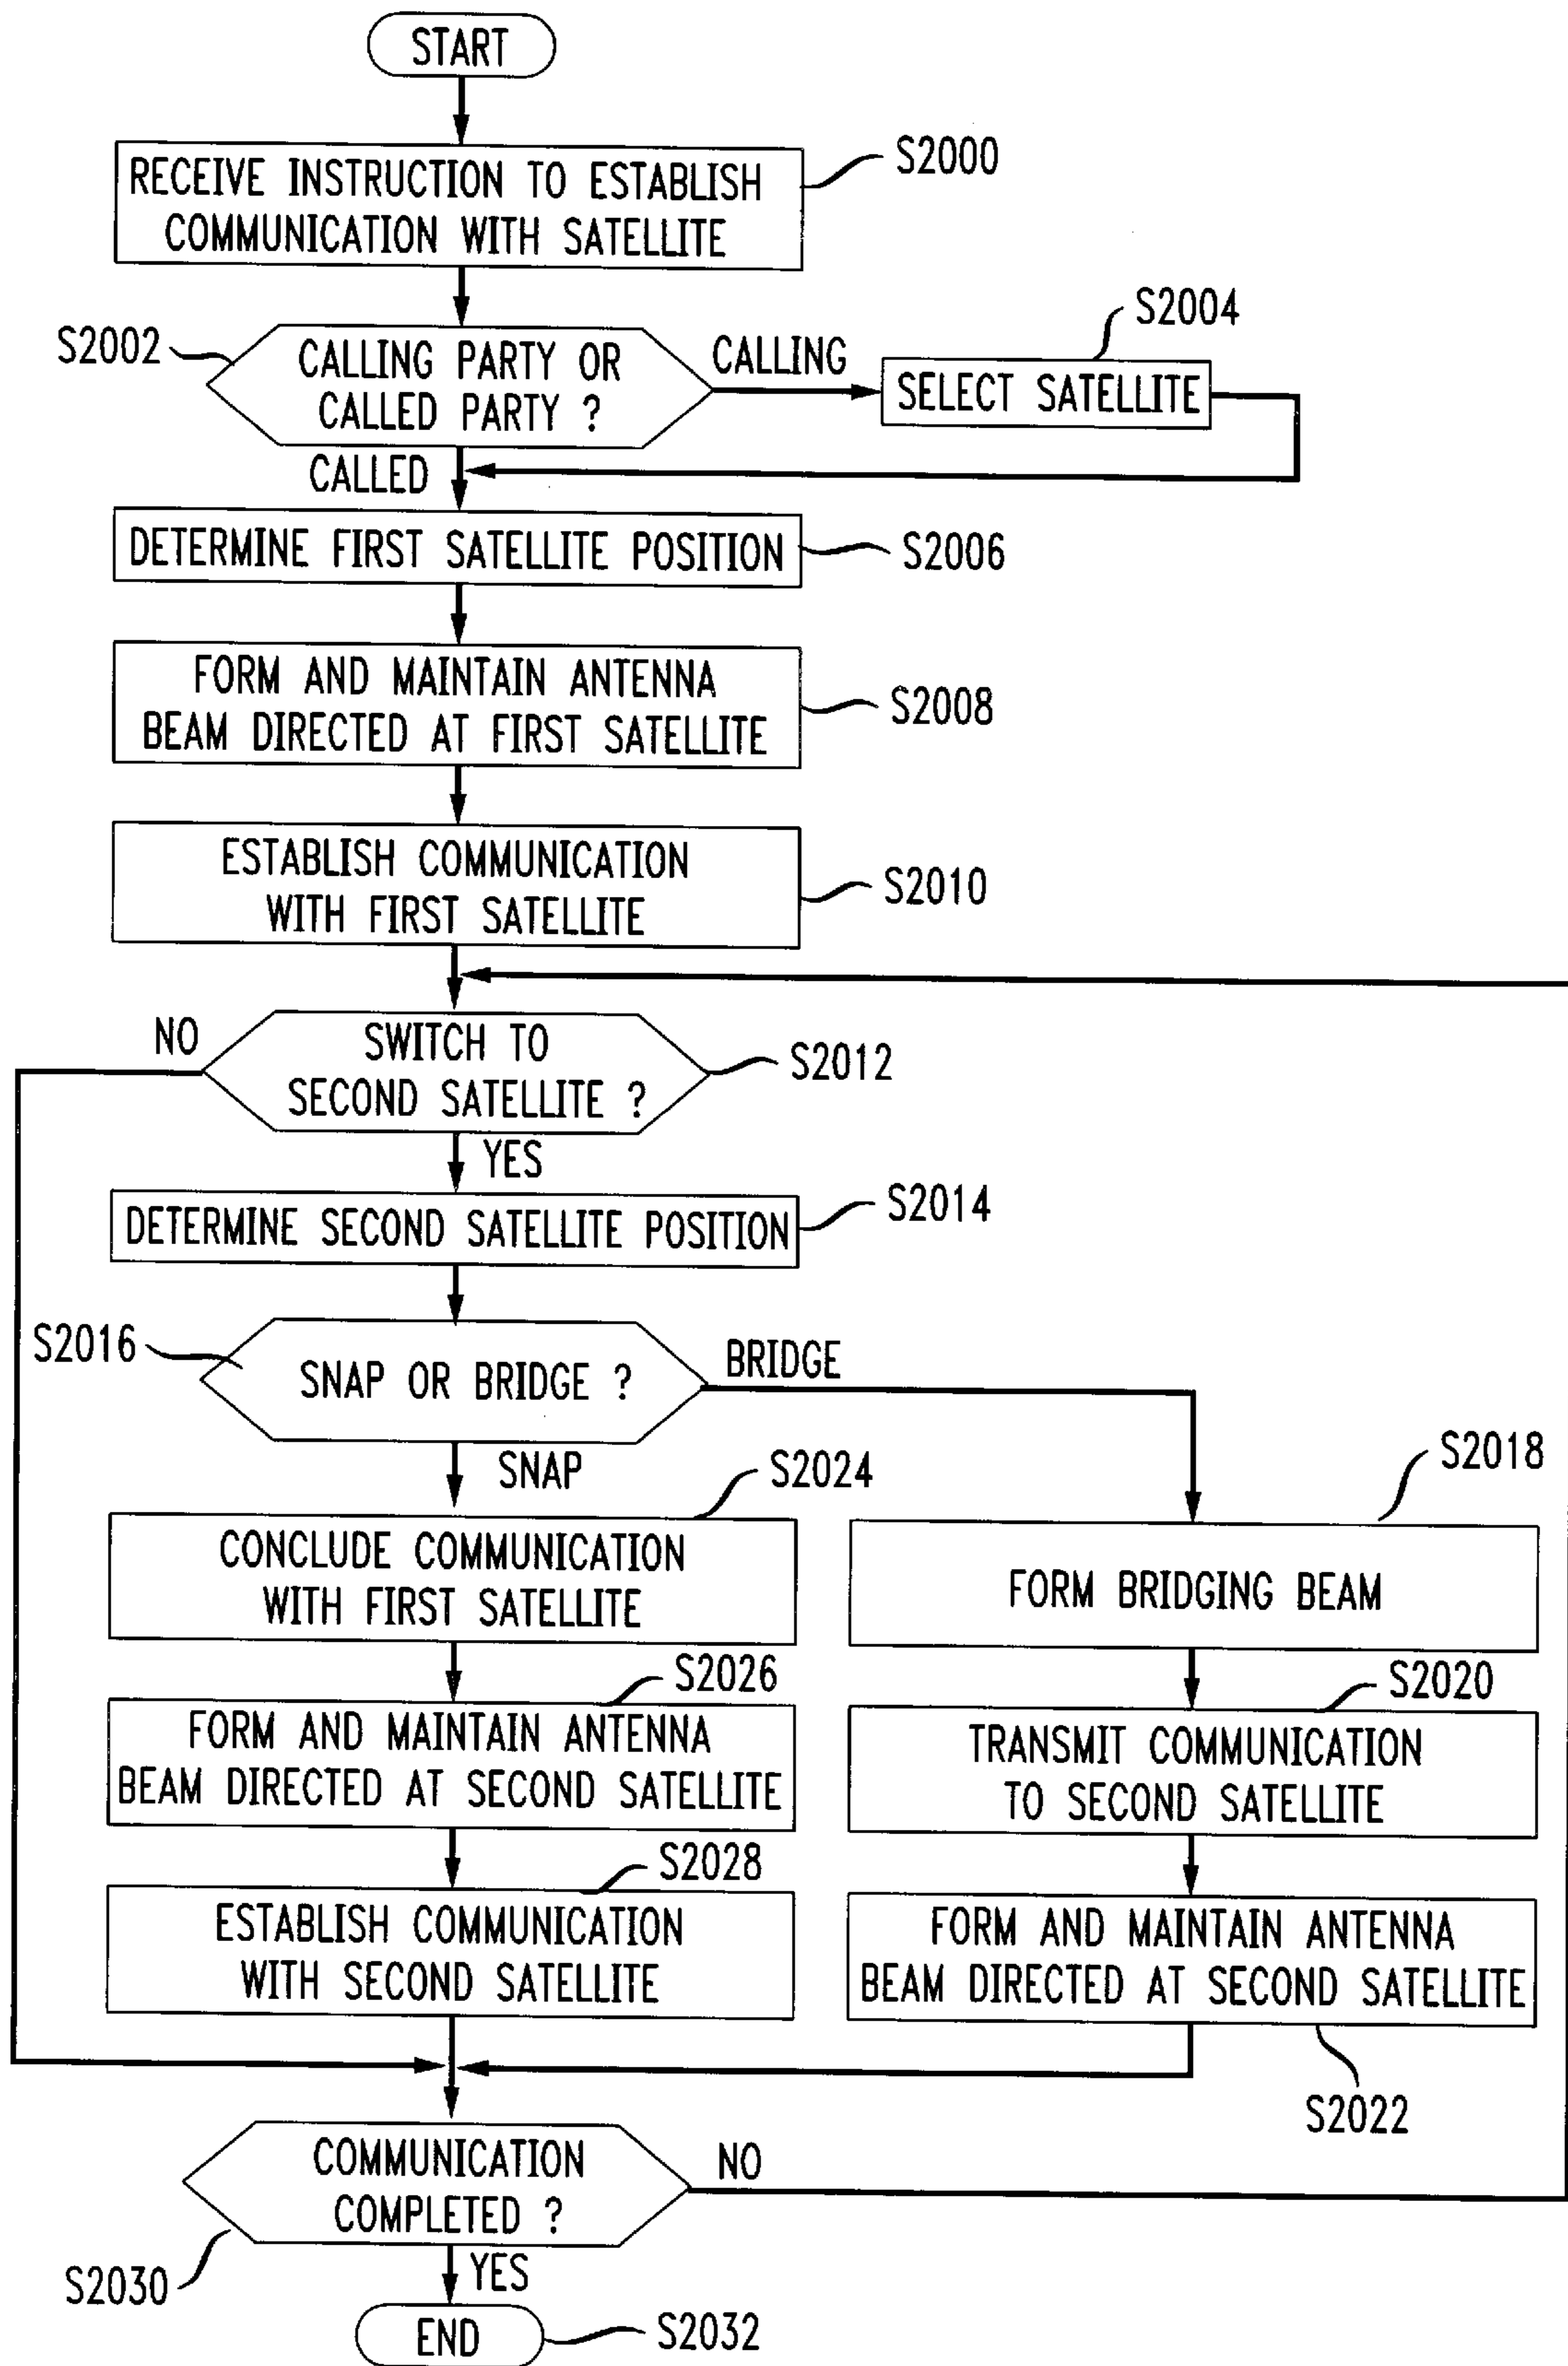 START
RECEIVE INSTRUCTION TO ESTABLISH
COMMUNICATION WITH SATELLITE
S2000
S2002
CALLING PARTY OR
CALLED PARTY ?
CALLING
S2004
SELECT SATELLITE
CALLED
DETERMINE FIRST SATELLITE POSITION
S2006
FORM AND MAINTAIN ANTENNA
BEAM DIRECTED AT FIRST SATELLITE
S2008
ESTABLISH COMMUNICATION
WITH FIRST SATELLITE
S2010
NO
SWITCH TO
SECOND SATELLITE ?
S2012
YES
DETERMINE SECOND SATELLITE POSITION
S2014
S2016
SNAP OR BRIDGE ?
BRIDGE
SNAP
S2024
S2018
CONCLUDE COMMUNICATION
WITH FIRST SATELLITE
FORM BRIDGING BEAM
S2026
S2020
FORM AND MAINTAIN ANTENNA
BEAM DIRECTED AT SECOND SATELLITE
TRANSMIT COMMUNICATION
TO SECOND SATELLITE
S2028
ESTABLISH COMMUNICATION
WITH SECOND SATELLITE
FORM AND MAINTAIN ANTENNA
BEAM DIRECTED AT SECOND SATELLITE
S2022
COMMUNICATION
COMPLETED ?
NO
S2030
YES
END
S2032